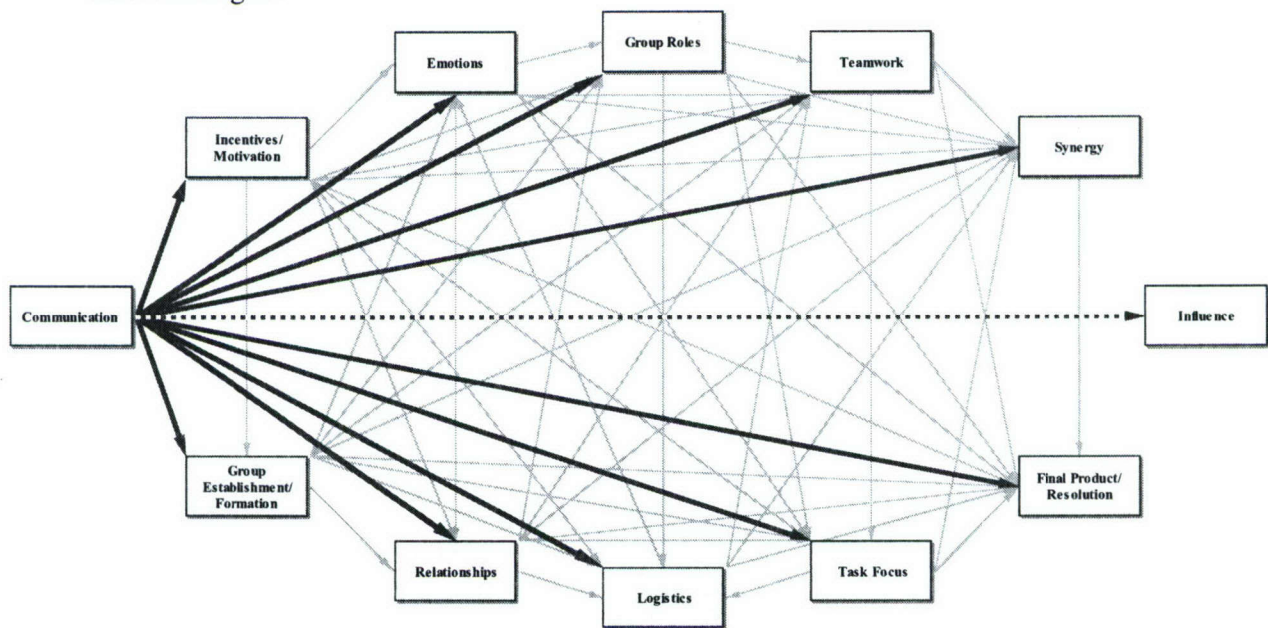 Group Roles
Emotions
Teamwork
Incentives/
Motivation
Synergy
Communication
Influence
Group
Establishment/
Formation
Final Product/
Resolution
Relationships
Task Focus
Logistics